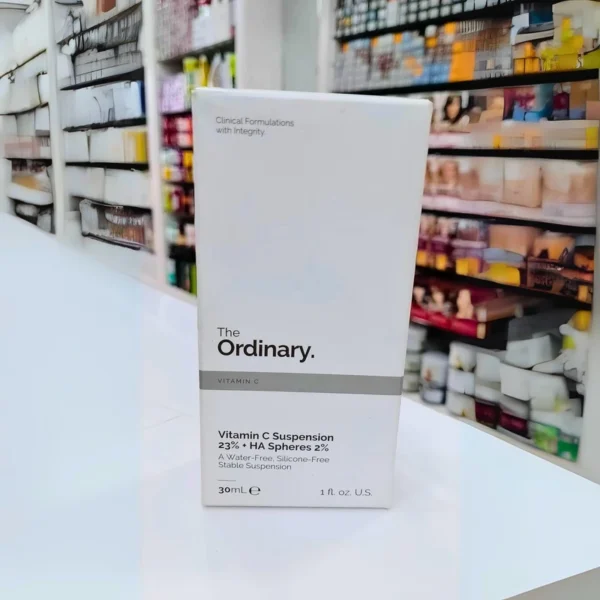 Clinical Formulations
with Integrity.
The
Ordinary.
VITAMIN C
Vitamin C Suspension
23% + HA Spheres 2%
A Water-Free, Silicone-Free
Stable Suspension
30mL ℮ 1 fl. oz. U.S.